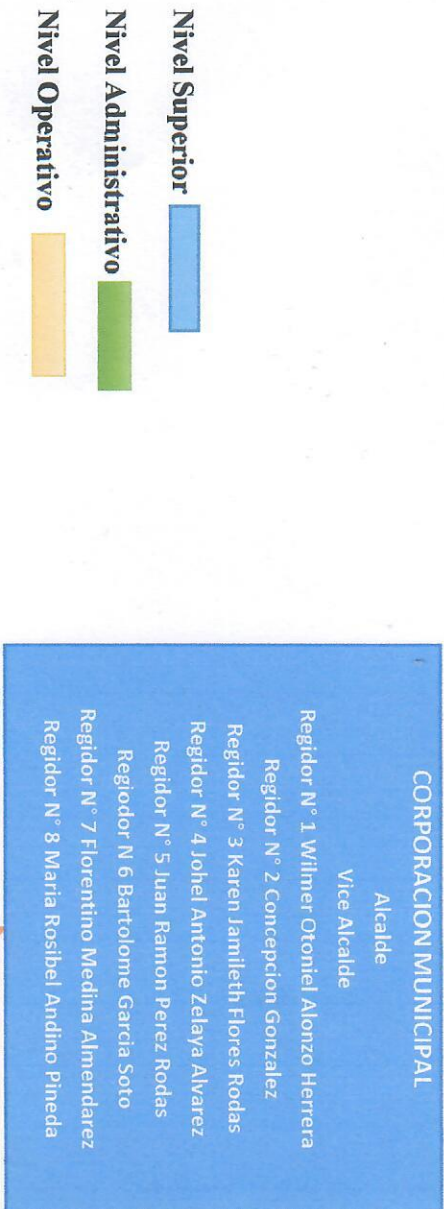 Nivel Superior
Nivel Administrativo
Nivel Operativo
CORPORACION MUNICIPAL
Alcalde
Vice Alcalde
Regidor N° 1 Wilmer Otoniel Alonzo Herrera
Regidor N° 2 Concepcion Gonzalez
Regidor N° 3 Karen Jamileth Flores Rodas
Regidor N° 4 Johel Antonio Zelaya Alvarez
Regidor N° 5 Juan Ramon Perez Rodas
Regiodor N 6 Bartolome Garcia Soto
Regidor N° 7 Florentino Medina Almendarez
Regidor N° 8 Maria Rosibel Andino Pineda